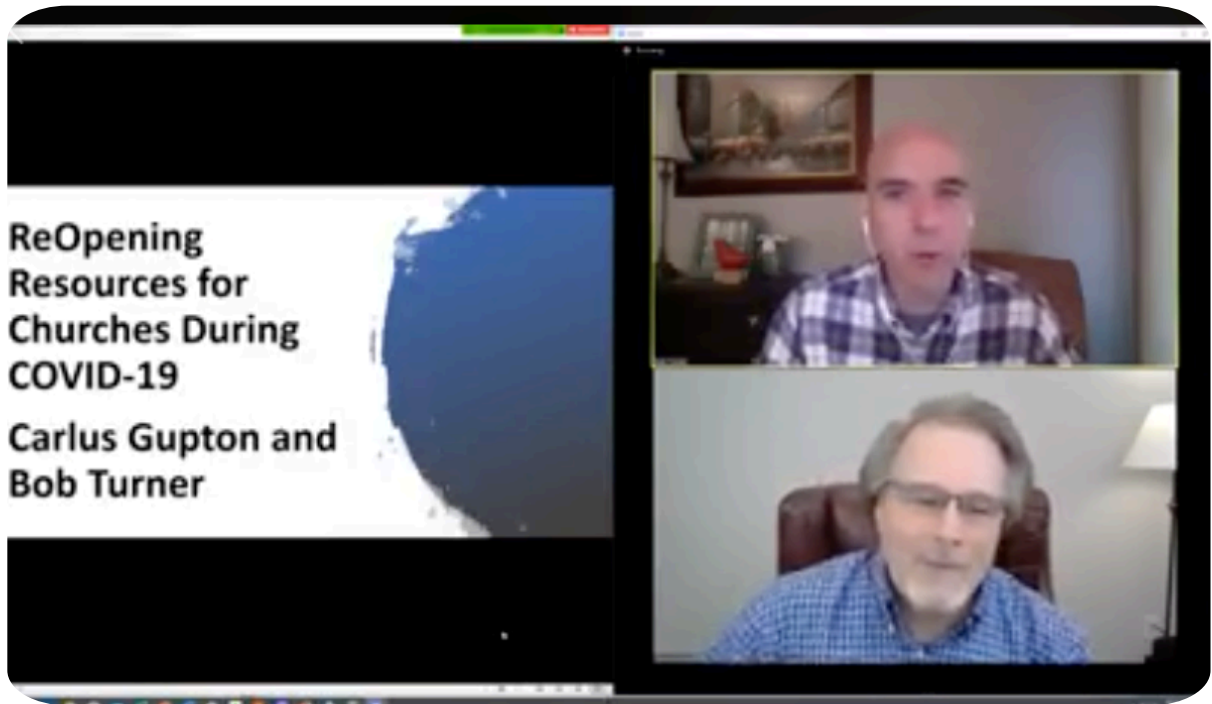 ReOpening
Resources for
Churches During
COVID-19
Carlus Gupton and
Bob Turner